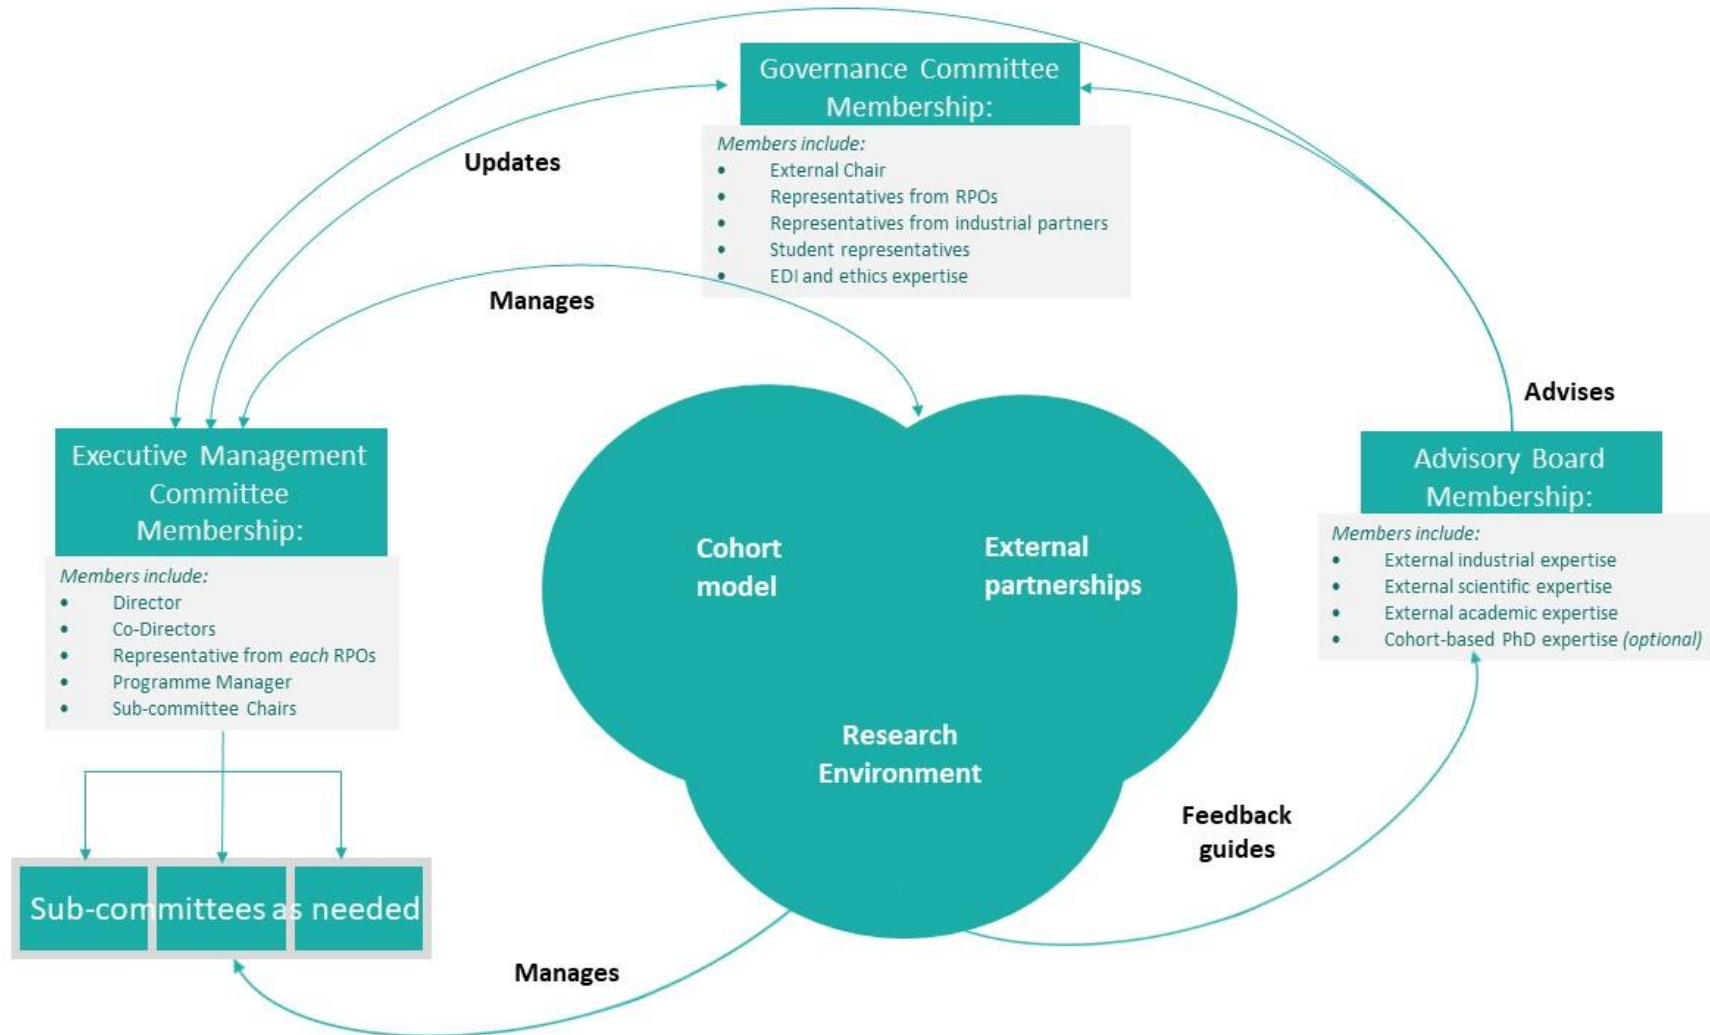 Governance Committee
Membership:
Members include:
• External Chair
• Representatives from RPOs
• Representatives from industrial partners
• Student representatives
• EDI and ethics expertise
Updates
Manages
Advises
Executive Management
Committee
Membership:
Members include:
• Director
• Co-Directors
• Representative from each RPOs
• Programme Manager
• Sub-committee Chairs
Cohort
model
External
partnerships
Research
Environment
Advisory Board
Membership:
Members include:
• External industrial expertise
• External scientific expertise
• External academic expertise
• Cohort-based PhD expertise (optional)
Feedback
guides
Sub-committees as needed
Manages